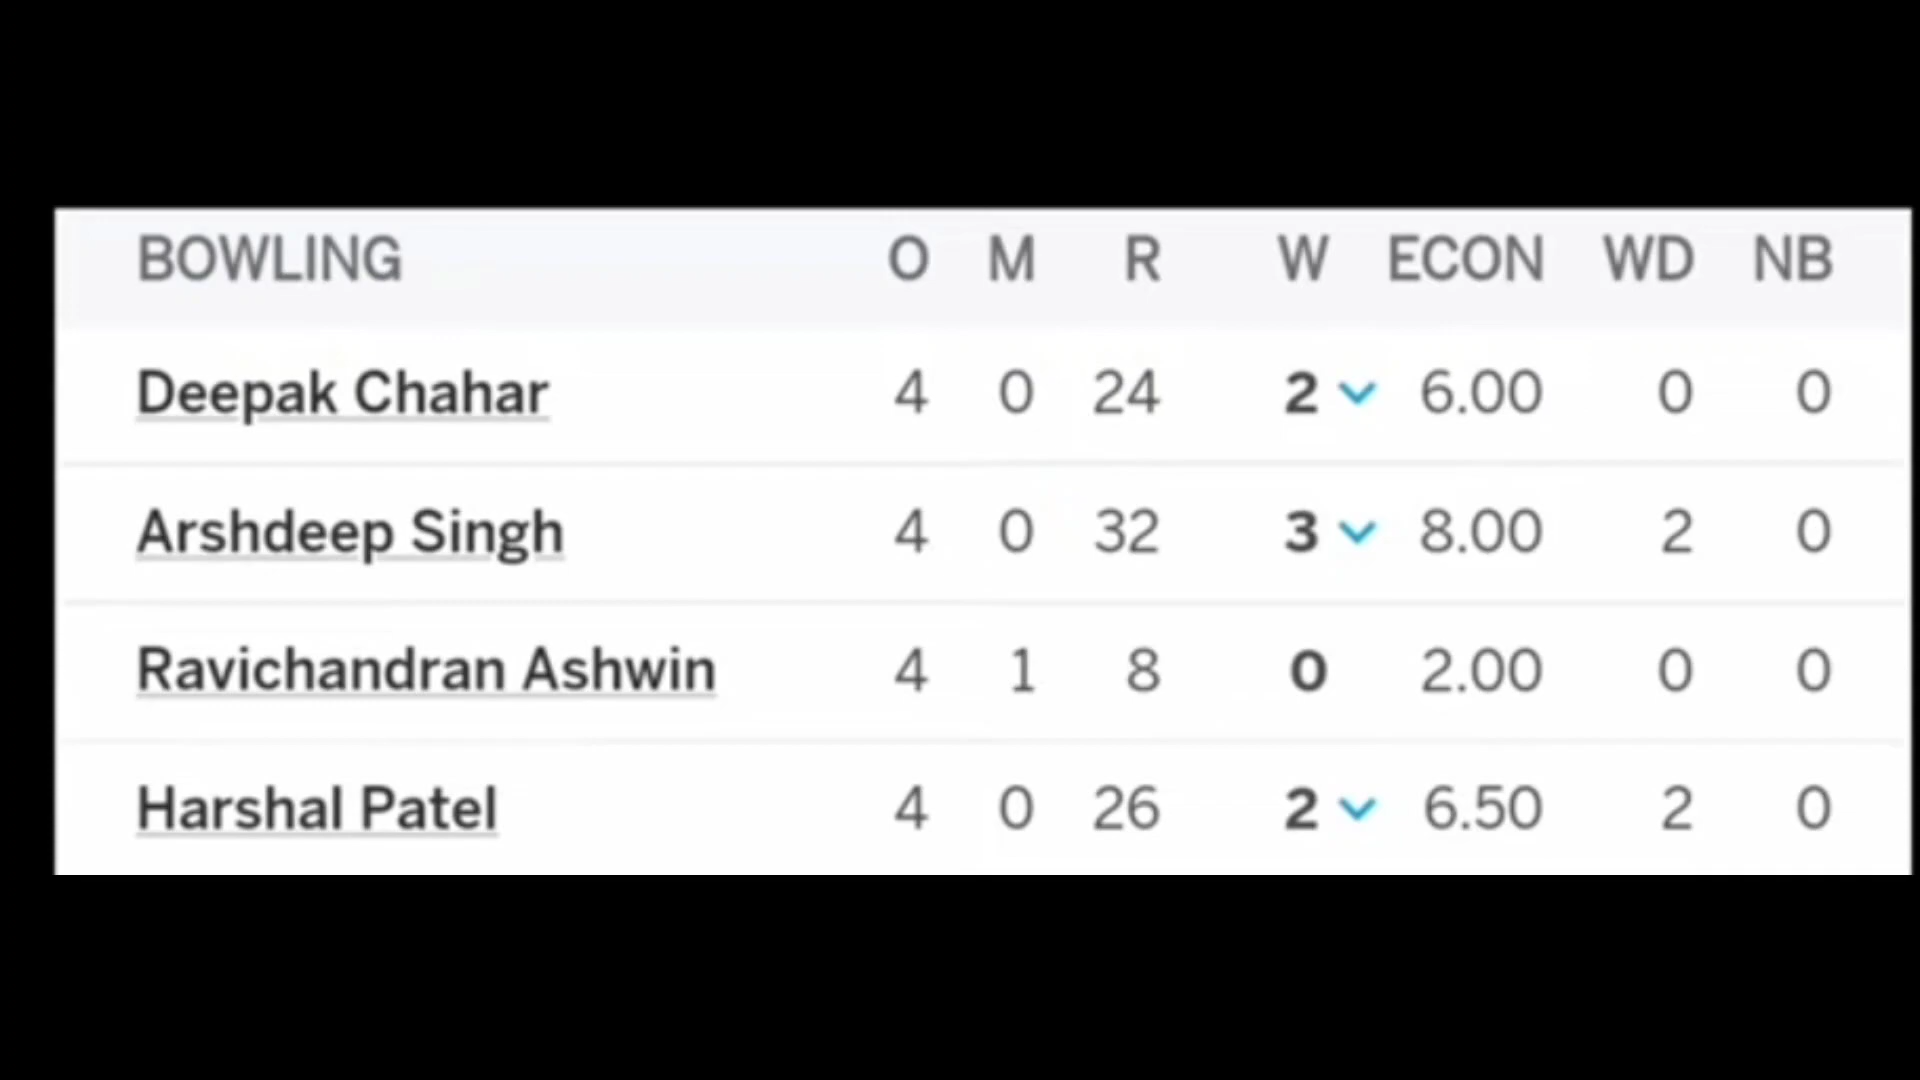 BOWLING O M R W ECON WD NB
Deepak Chahar 4 0 24 2 6.00 0 0
Arshdeep Singh 4 0 32 3 8.00 2 0
Ravichandran Ashwin 4 1 8 0 2.00 0 0
Harshal Patel 4 0 26 2 6.50 2 0